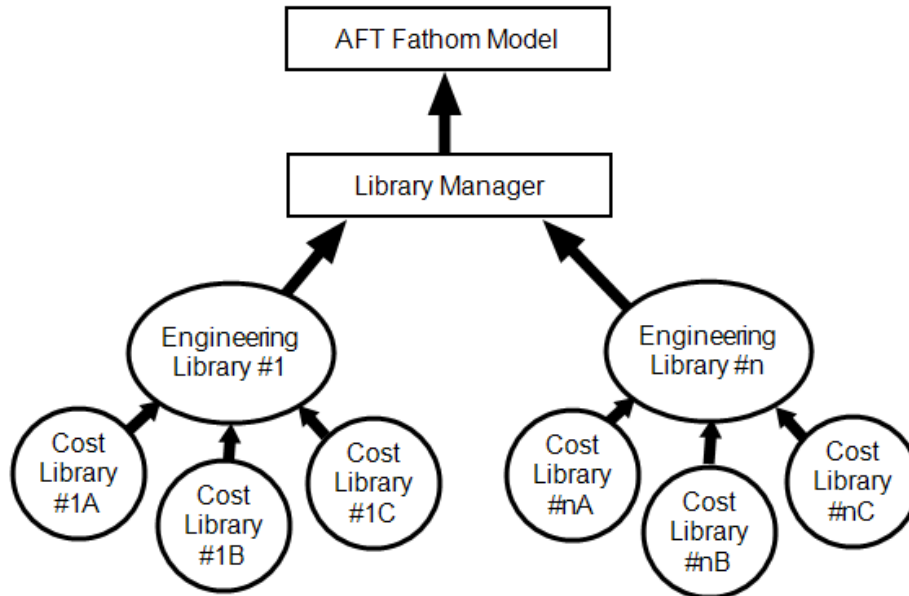 AFT Fathom Model
Library Manager
Engineering
Library #1
Engineering
Library #n
Cost
Library
#1A
Cost
Library
#1B
Cost
Library
#1C
Cost
Library
#nA
Cost
Library
#nB
Cost
Library
#nC